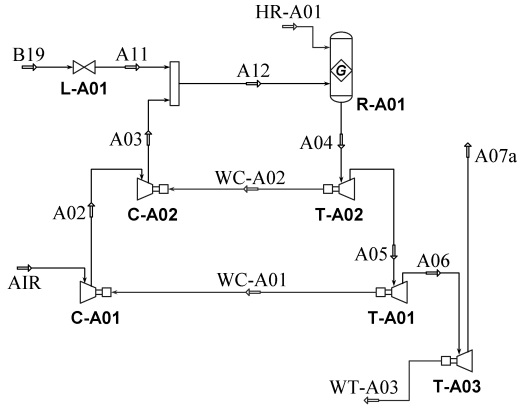 HR-A01
B19
A11
L-A01
A12
G
R-A01
A03
A04
A07a
WC-A02
A02
C-A02
T-A02
A05
A06
AIR
WC-A01
C-A01
T-A01
WT-A03
T-A03